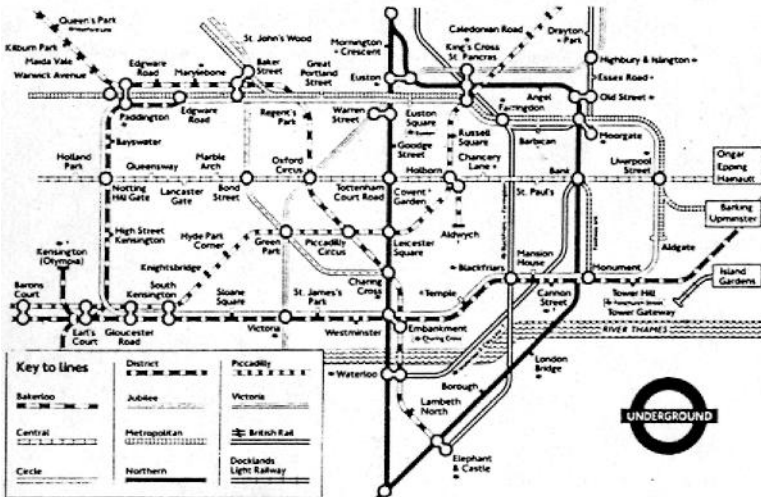 Queen's Park
Kilburn Park
Maida Vale
Warwick Avenue
Edgware
Road
Marylebone
St. John's Wood
Baker
Street
Great
Portland
Street
Mornington
Crescent
Euston
Caledonian Road
King's Cross
St. Pancras
Drayton
Park
Highbury & Islington
Essex Road
Old Street
Angel
Farringdon
Moorgate
Barbican
Paddington
Edgware
Road
Regent's
Park
Warren
Street
Euston
Square
Goodge
Street
Russell
Square
Chancery
Lane
Liverpool
Street
Bayswater
Holland
Park
Queensway
Marble
Arch
Oxford
Circus
Holborn
Bank
Ongar
Epping
Hainault
Notting
Hill Gate
Lancaster
Gate
Bond
Street
Tottenham
Court Road
Covent
Garden
St. Paul's
Barking
Upminster
High Street
Kensington
Kensington
(Olympia)
Hyde Park
Corner
Green
Park
Piccadilly
Circus
Leicester
Square
Aldwych
Mansion
House
Aldgate
Knightsbridge
Charing
Cross
Blackfriars
Monument
Island
Gardens
Barons
Court
South
Kensington
Sloane
Square
St. James's
Park
Temple
Cannon
Street
Tower Hill
Fenchurch Street
Tower Gateway
Earl's
Court
Gloucester
Road
Victoria
Westminster
Embankment
Charing Cross
RIVER THAMES
Waterloo
London
Bridge
Borough
Lambeth
North
Elephant
& Castle
Key to lines
Bakerloo
Central
Circle
District
Jubilee
Metropolitan
Northern
Piccadilly
Victoria
British Rail
Docklands
Light Railway
UNDERGROUND